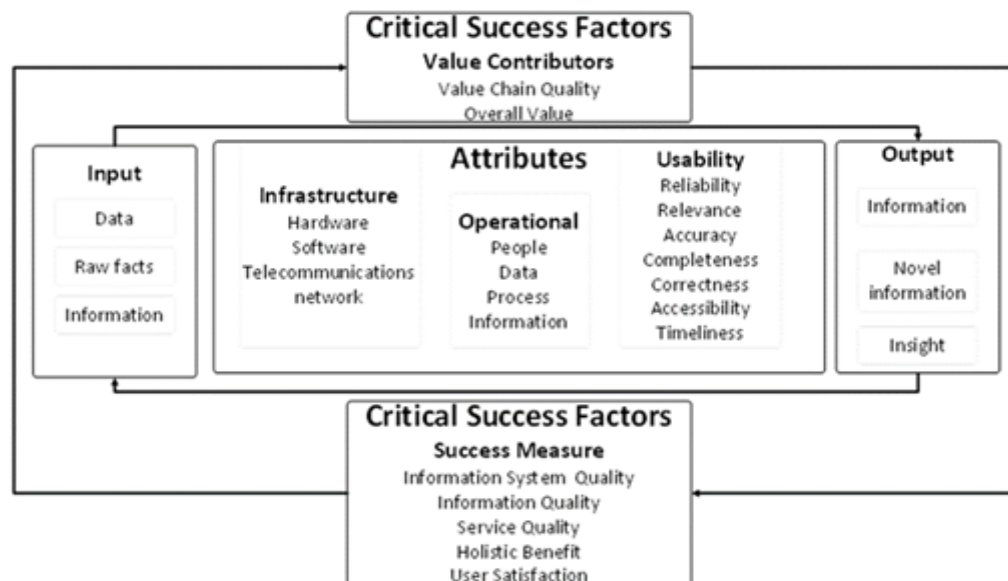 Critical Success Factors
Value Contributors
Value Chain Quality
Overall Value
Input
Data
Raw facts
Information
Attributes
Infrastructure
Hardware
Software
Telecommunications
network
Operational
People
Data
Process
Information
Usability
Reliability
Relevance
Accuracy
Completeness
Correctness
Accessibility
Timeliness
Output
Information
Novel
information
Insight
Critical Success Factors
Success Measure
Information System Quality
Information Quality
Service Quality
Holistic Benefit
User Satisfaction